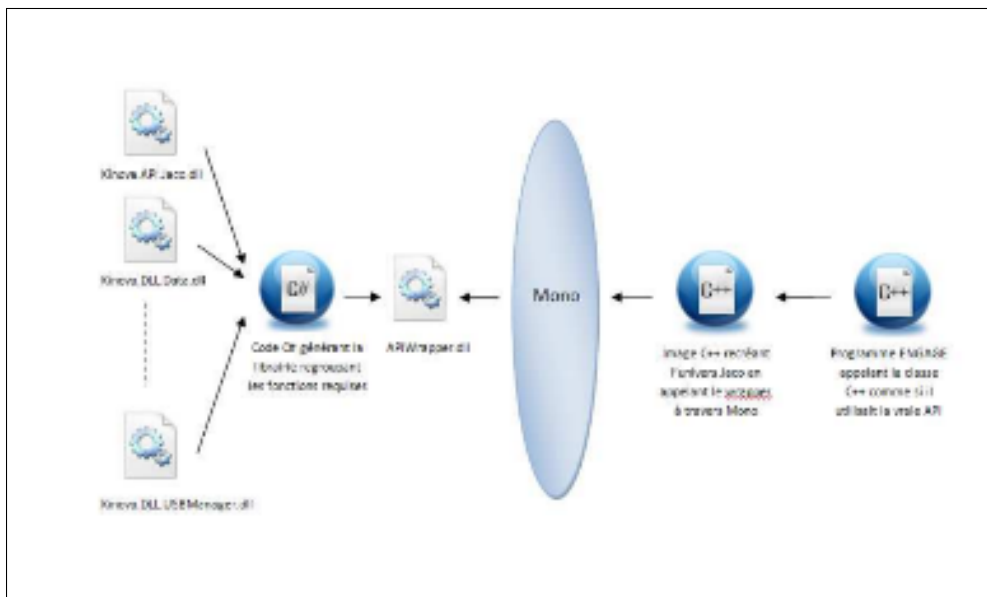 Kinova.API.Jaco.dll
Kinova.DLL.Data.dll
Kinova.DLL.USBManager.dll
C#
Code C# générant la
librairie regroupant
les fonctions requises
APIWrapper.dll
Mono
C++
Image C++ recréant
l'univers Jaco en
appelant le wrapper
à travers Mono
C++
Programme ENGAGE
appelant la classe
C++ comme si il
utilisait la vraie API